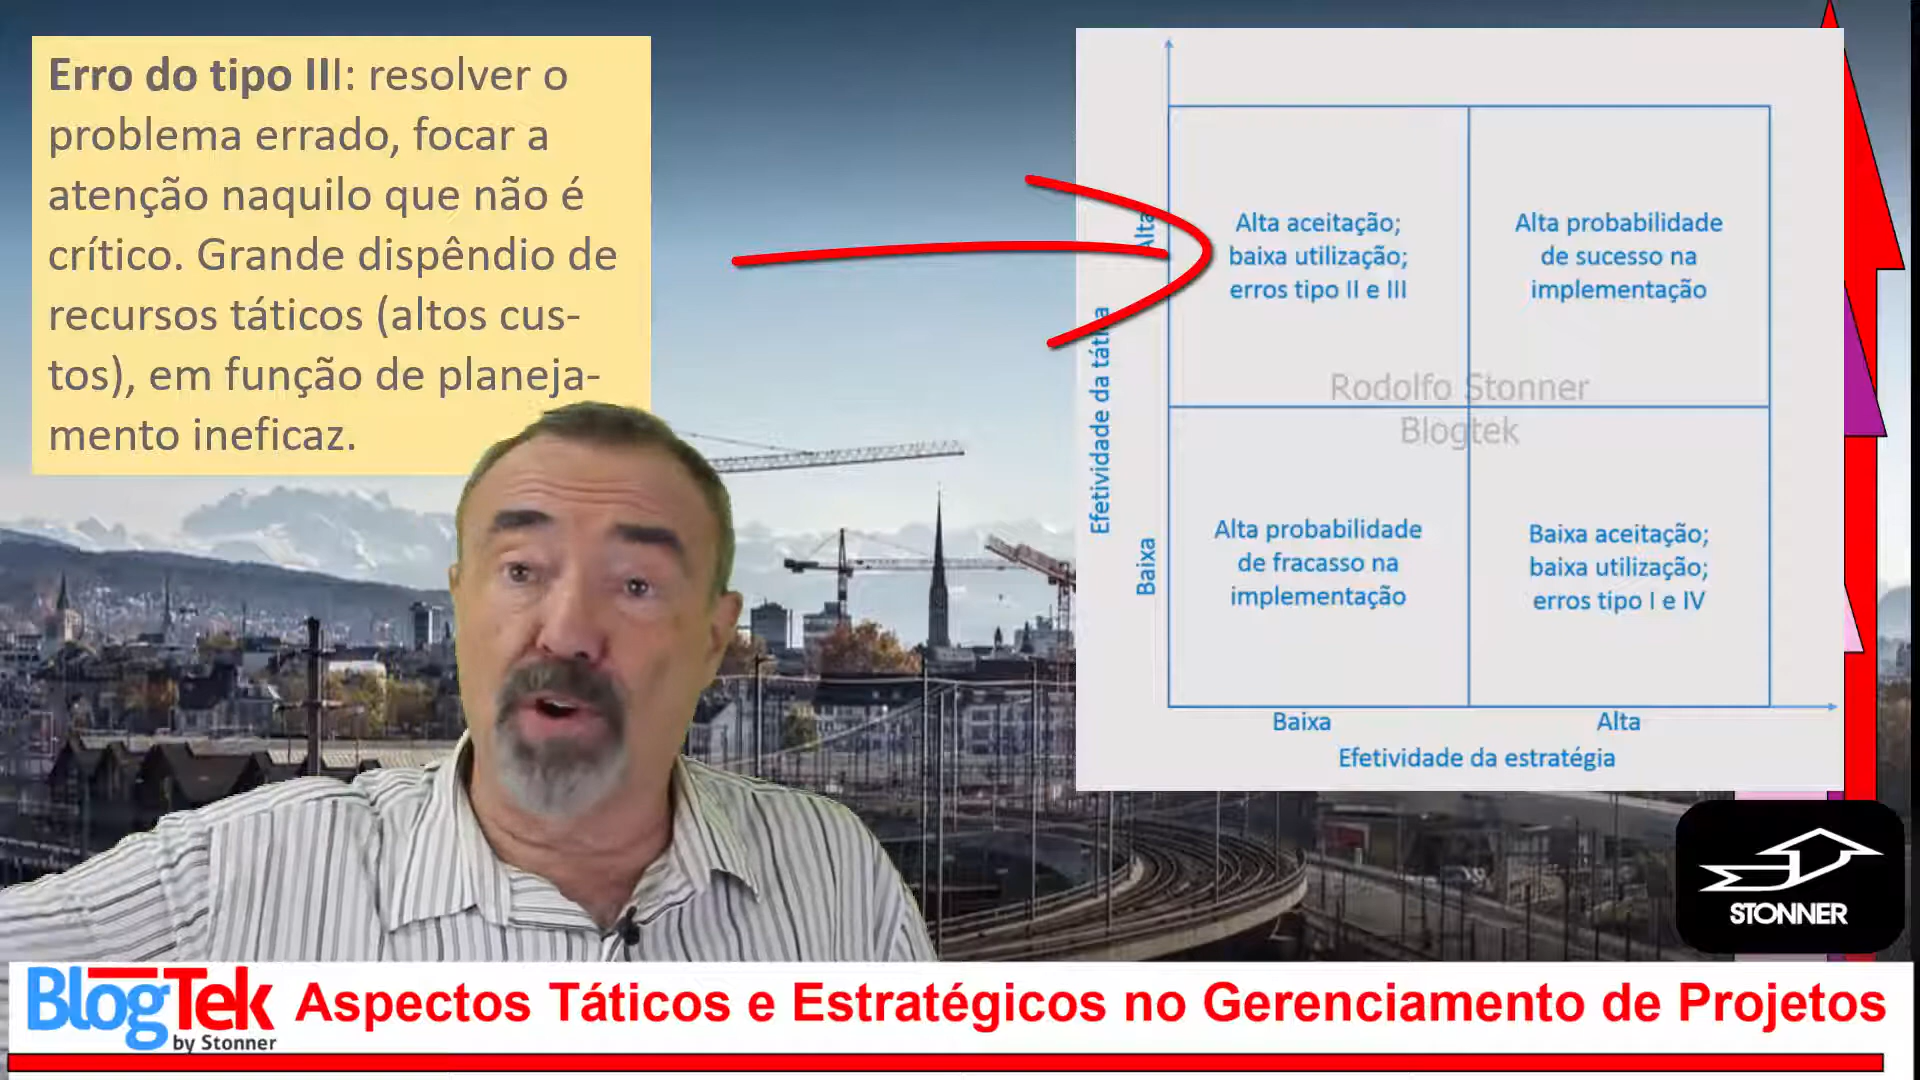 Erro do tipo III: resolver o
problema errado, focar a
atenção naquilo que não é
crítico. Grande dispêndio de
recursos táticos (altos cus-
tos), em função de planeja-
mento ineficaz.
Efetividade da tática
Alta
Baixa
Alta aceitação;
baixa utilização;
erros tipo II e III
Alta probabilidade
de sucesso na
implementação
Rodolfo Stonner
Blogtek
Alta probabilidade
de fracasso na
implementação
Baixa aceitação;
baixa utilização;
erros tipo I e IV
Baixa
Alta
Efetividade da estratégia
STONNER
BlogTek
by Stonner
Aspectos Táticos e Estratégicos no Gerenciamento de Projetos